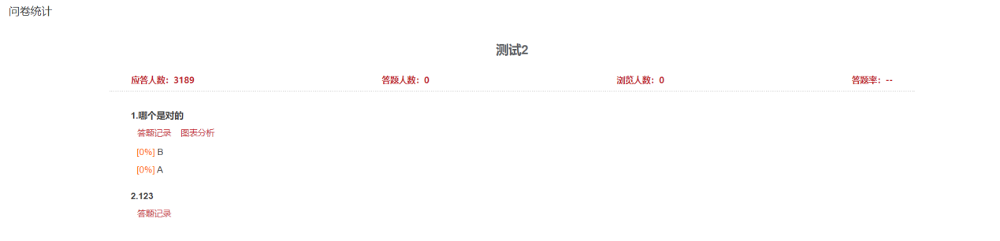 问卷统计
测试2
应答人数：3189 答题人数：0 浏览人数：0 答题率：--
1.哪个是对的
答题记录 图表分析
[0%] B
[0%] A
2.123
答题记录